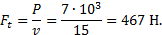 F_t = P/v = 7 · 10³/15 = 467 Н.